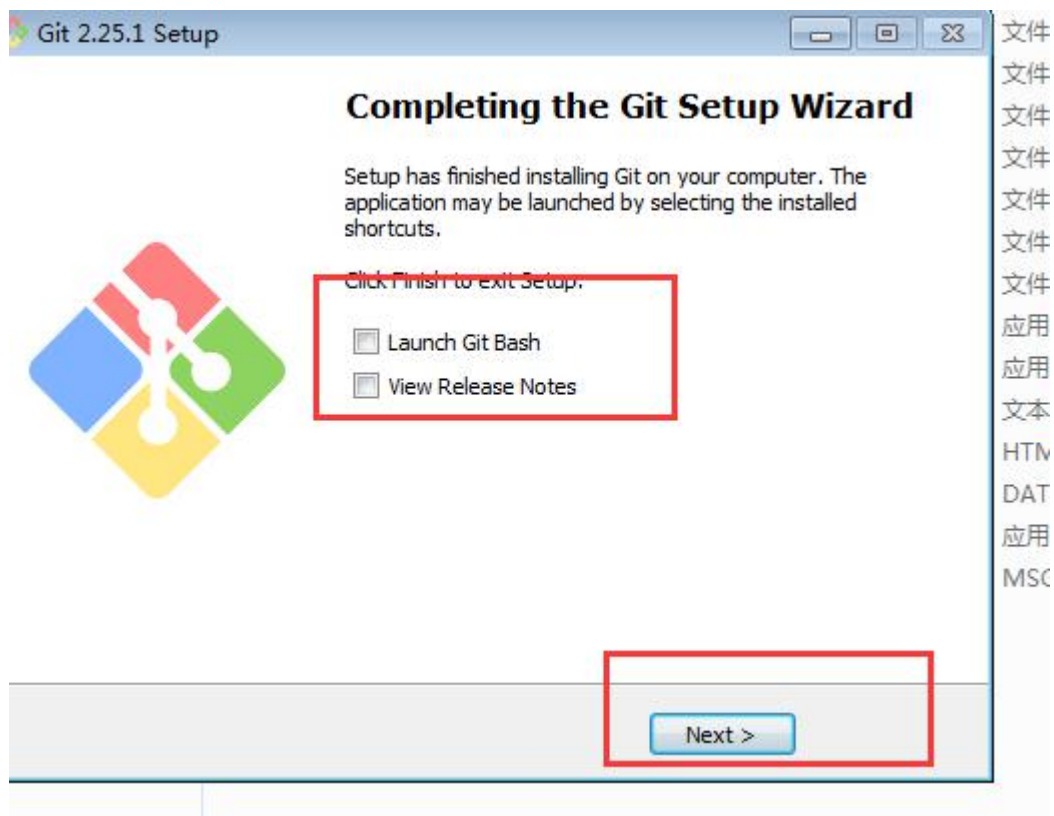 Git 2.25.1 Setup
Completing the Git Setup Wizard
Setup has finished installing Git on your computer. The
application may be launched by selecting the installed
shortcuts.
Click Finish to exit Setup.
Launch Git Bash
View Release Notes
Next >
文件
文件
文件
文件
文件
文件
文件
应用
应用
文本
HTM
DAT
应用